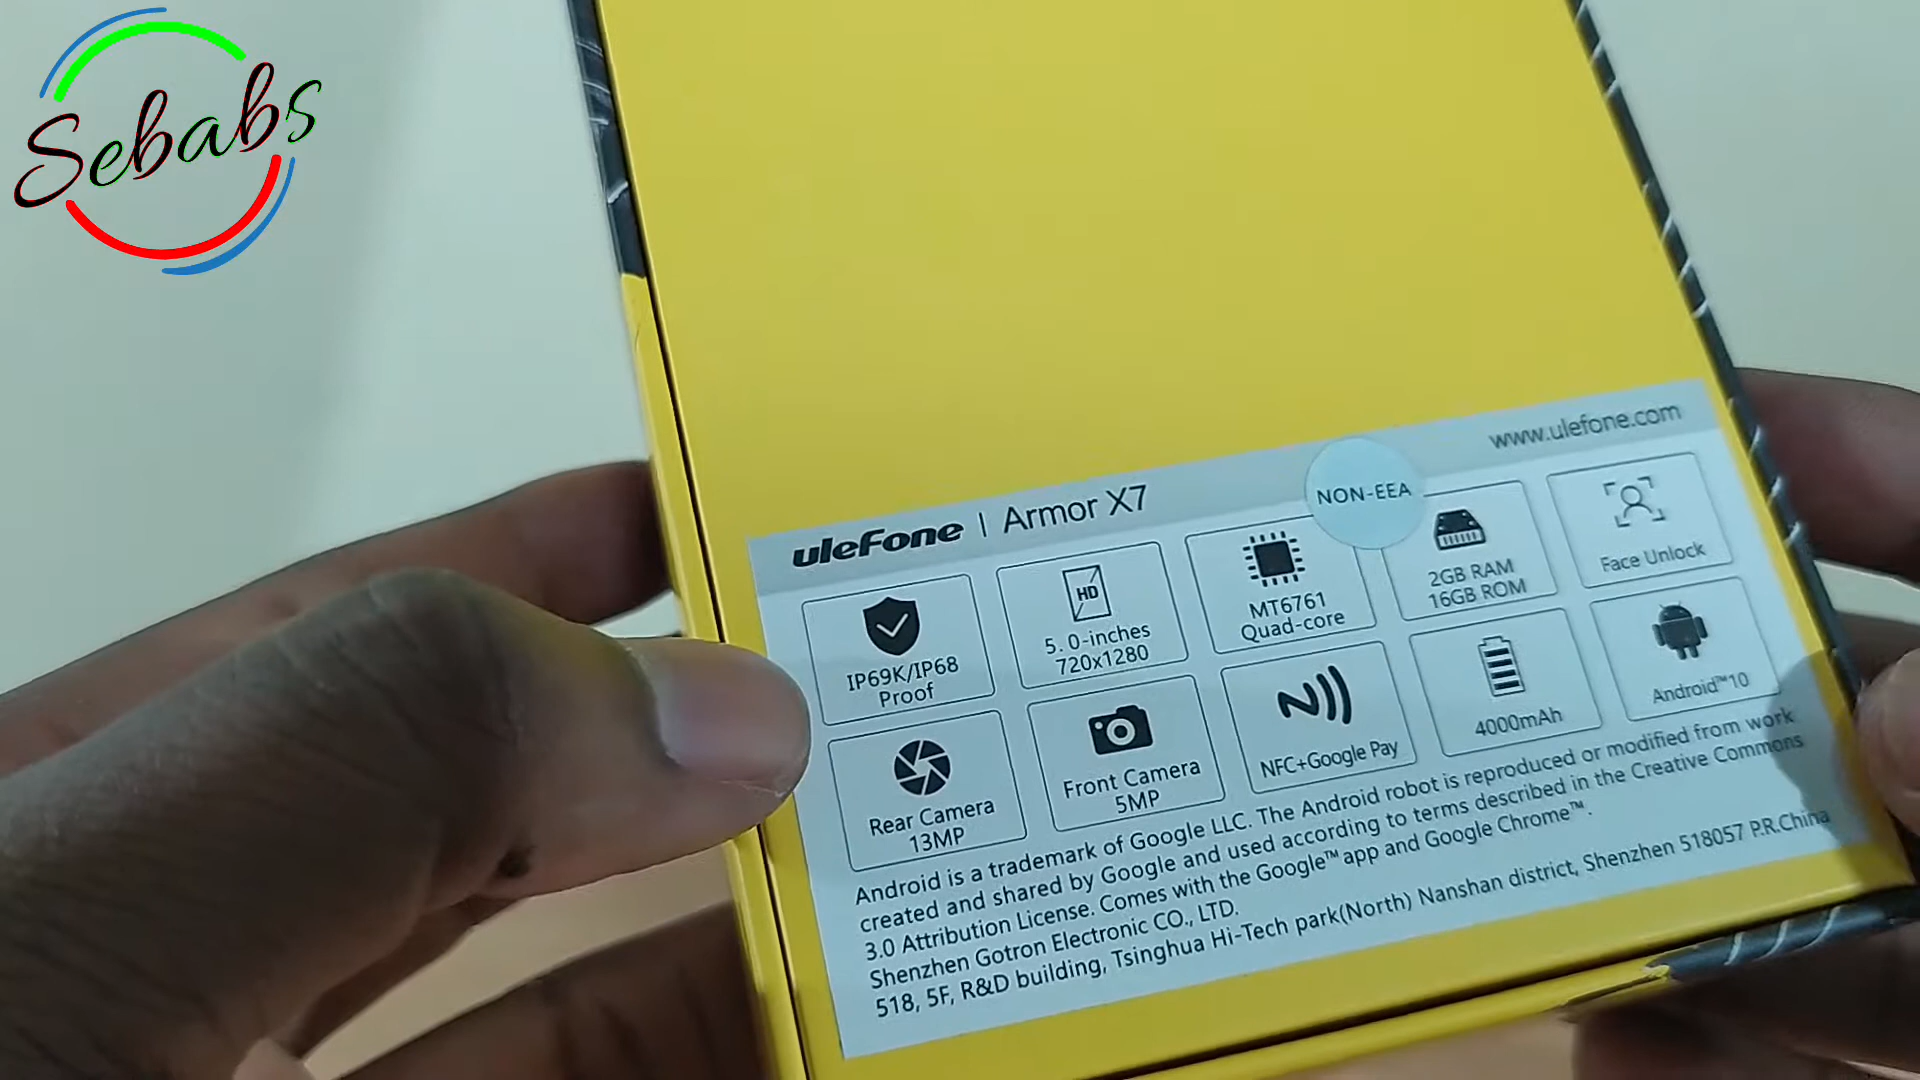 Sebabs
www.ulefone.com
uleFone | Armor X7
NON-EEA
IP69K/IP68
Proof
5.0-inches
720x1280
HD
MT6761
Quad-core
2GB RAM
16GB ROM
Face Unlock
Rear Camera
13MP
Front Camera
5MP
NFC+Google Pay
4000mAh
Android™10
Android is a trademark of Google LLC. The Android robot is reproduced or modified from work
created and shared by Google and used according to terms described in the Creative Commons
3.0 Attribution License. Comes with the Google™ app and Google Chrome™.
Shenzhen Gotron Electronic CO., LTD.
518, 5F, R&D building, Tsinghua Hi-Tech park(North) Nanshan district, Shenzhen 518057 P.R.China